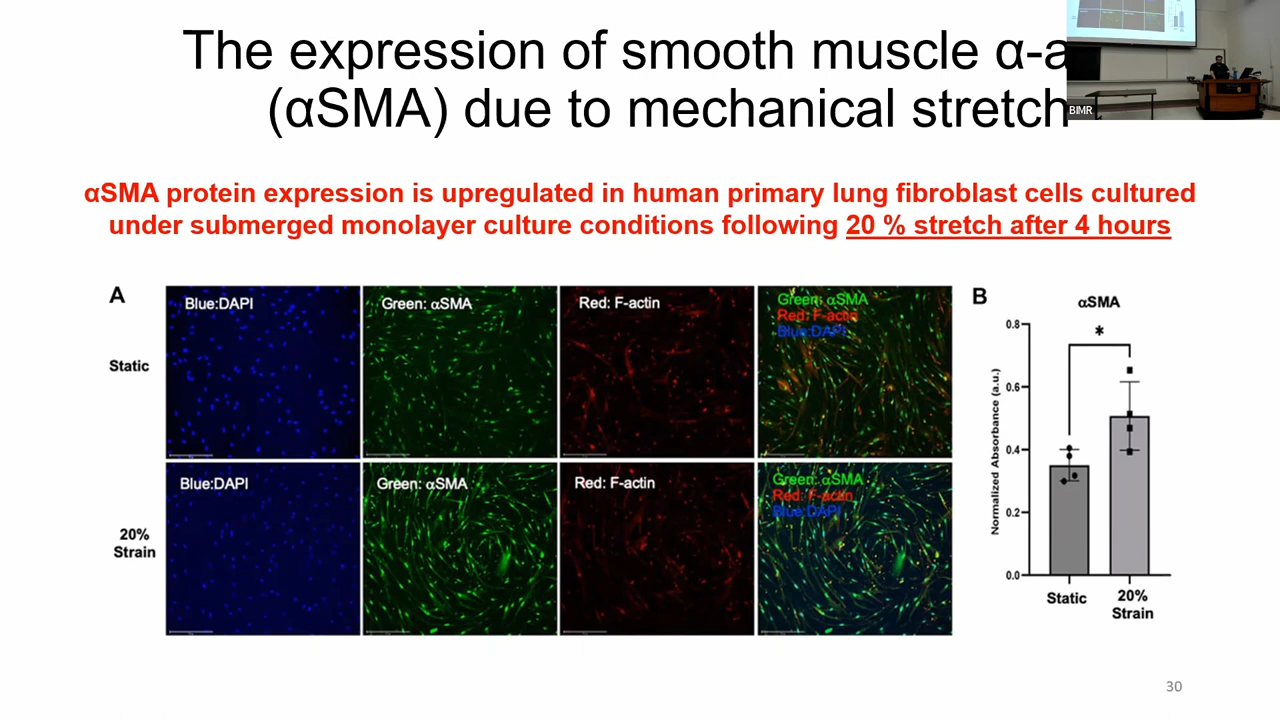 The expression of smooth muscle α-a
(αSMA) due to mechanical stretch
BIMR
αSMA protein expression is upregulated in human primary lung fibroblast cells cultured
under submerged monolayer culture conditions following 20 % stretch after 4 hours
A
Blue:DAPI
Green: αSMA
Red: F-actin
Green: αSMA
Red: F-actin
Blue:DAPI
Static
Blue:DAPI
Green: αSMA
Red: F-actin
Green: αSMA
Red: F-actin
Blue:DAPI
20%
Strain
B
αSMA
*
Normalized Absorbance (a.u.)
0.8
0.6
0.4
0.2
0.0
Static
20%
Strain
30